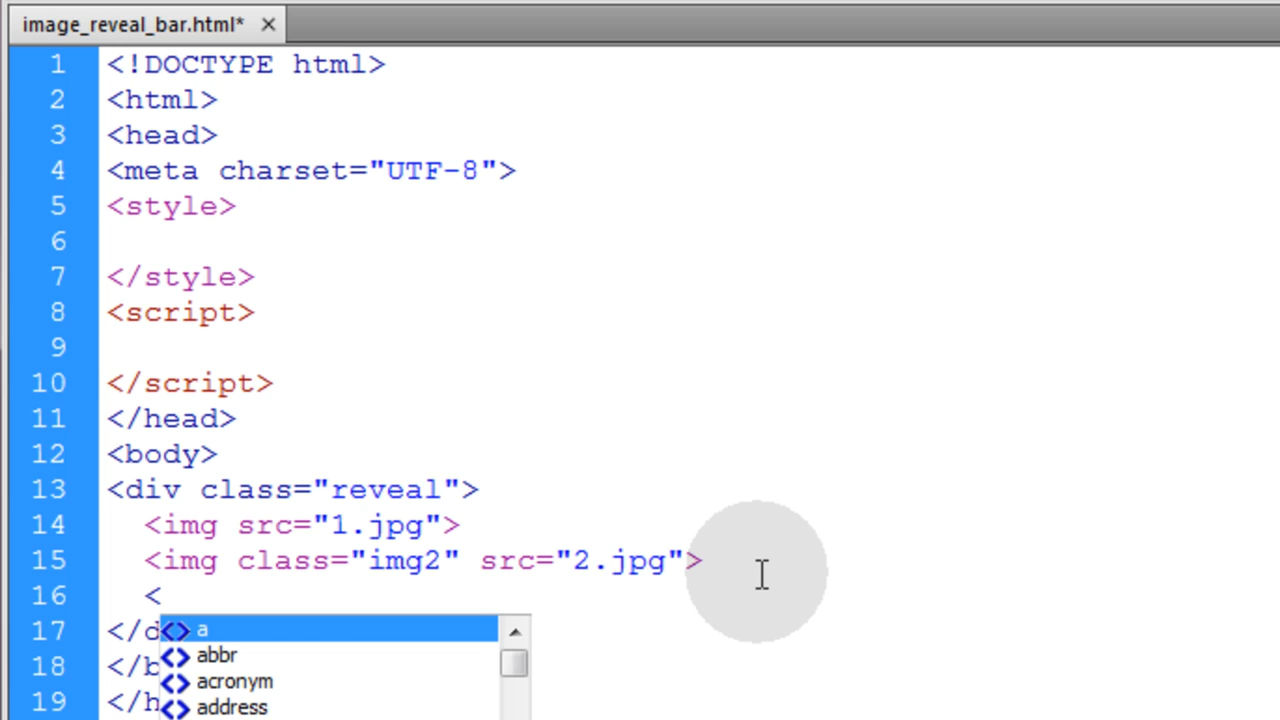 image_reveal_bar.html* ×
1 <!DOCTYPE html>
2 <html>
3 <head>
4 <meta charset="UTF-8">
5 <style>
6
7 </style>
8 <script>
9
10 </script>
11 </head>
12 <body>
13 <div class="reveal">
14 <img src="1.jpg">
15 <img class="img2" src="2.jpg">
16 <
17 </d <> a
18 </b <> abbr
<> acronym
19 </h <> address